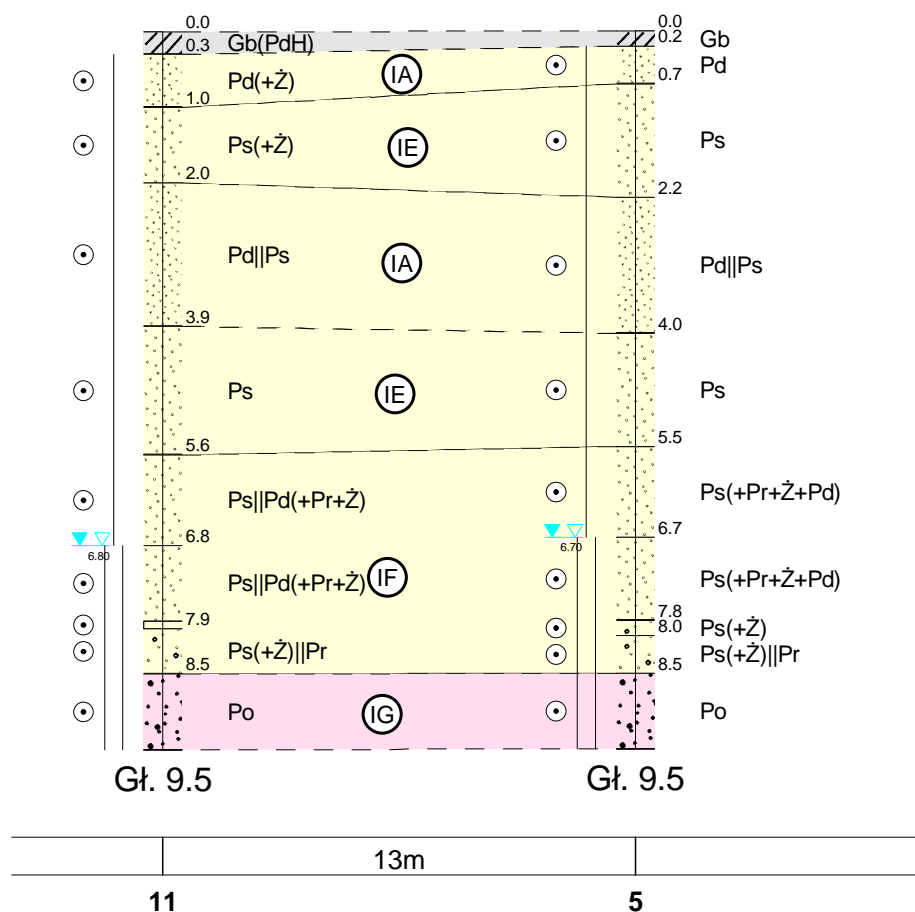 0.0 0.0
0.3 Gb(PdH) 0.2 Gb
Pd(+Ż) IA Pd
1.0 0.7
Ps(+Ż) IE Ps
2.0 2.2
Pd||Ps IA Pd||Ps
3.9 4.0
Ps IE Ps
5.6 5.5
Ps||Pd(+Pr+Ż) Ps(+Pr+Ż+Pd)
6.80 6.8 6.70 6.7
Ps||Pd(+Pr+Ż) IF Ps(+Pr+Ż+Pd)
7.9 7.8
8.0 Ps(+Ż)
Ps(+Ż)||Pr Ps(+Ż)||Pr
8.5 8.5
Po IG Po
Gł. 9.5 Gł. 9.5
13m
11 5